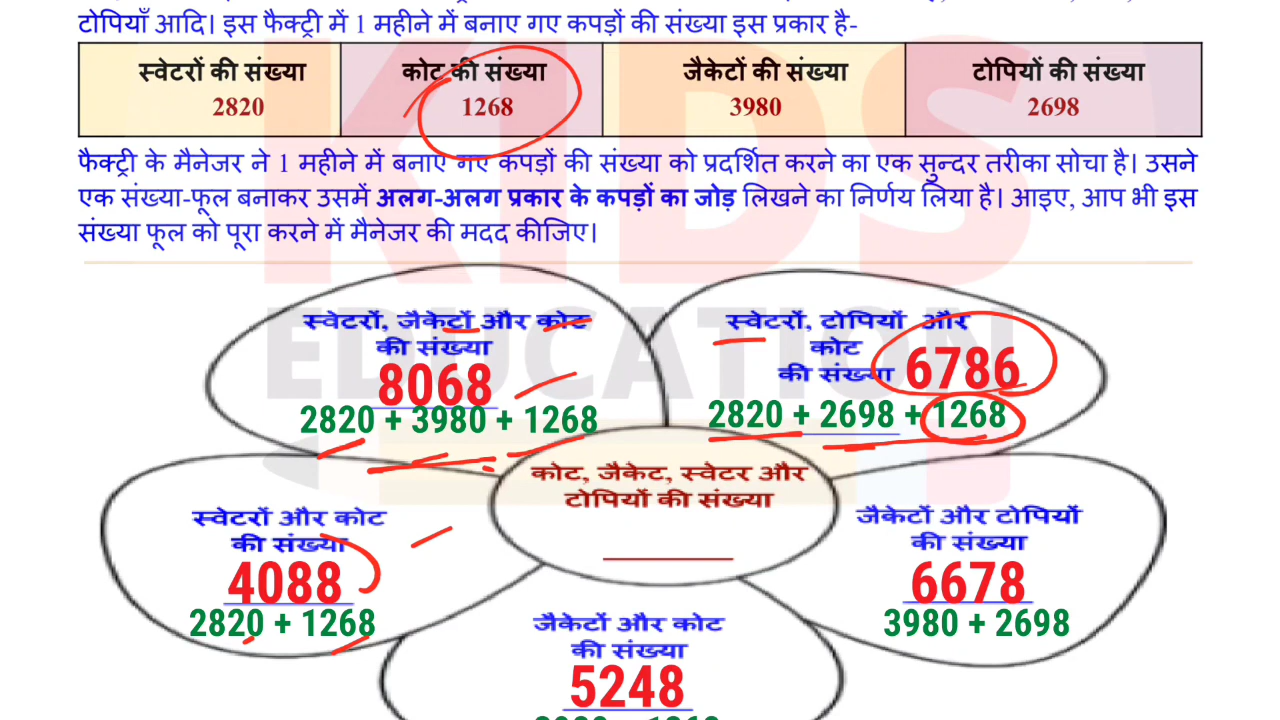 टोपियाँ आदि। इस फैक्ट्री में 1 महीने में बनाए गए कपड़ों की संख्या इस प्रकार है-
स्वेटरों की संख्या कोट की संख्या जैकेटों की संख्या टोपियों की संख्या
2820 1268 3980 2698
फैक्ट्री के मैनेजर ने 1 महीने में बनाए गए कपड़ों की संख्या को प्रदर्शित करने का एक सुन्दर तरीका सोचा है। उसने
एक संख्या-फूल बनाकर उसमें अलग-अलग प्रकार के कपड़ों का जोड़ लिखने का निर्णय लिया है। आइए, आप भी इस
संख्या फूल को पूरा करने में मैनेजर की मदद कीजिए।
KIDS
EDUCATION
स्वेटरों, जैकेटों और कोट
की संख्या
8068
2820 + 3980 + 1268
स्वेटरों, टोपियों और
कोट
की संख्या 6786
2820 + 2698 + 1268
कोट, जैकेट, स्वेटर और
टोपियों की संख्या
स्वेटरों और कोट
की संख्या
4088
2820 + 1268
जैकेटों और टोपियों
की संख्या
6678
3980 + 2698
जैकेटों और कोट
की संख्या
5248